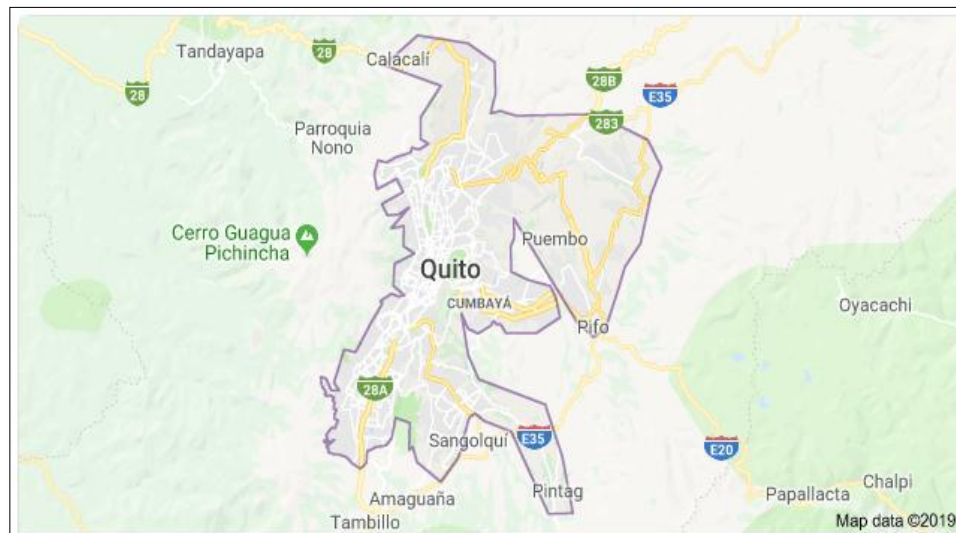 Tandayapa
28
Calacalí
28
28B
E35
283
Parroquia
Nono
Cerro Guagua
Pichincha
Puembo
Quito
CUMBAYÁ
Oyacachi
Pifo
28A
Sangolquí
E35
E20
Pintag
Amaguaña
Chalpi
Papallacta
Tambillo
Map data ©2019